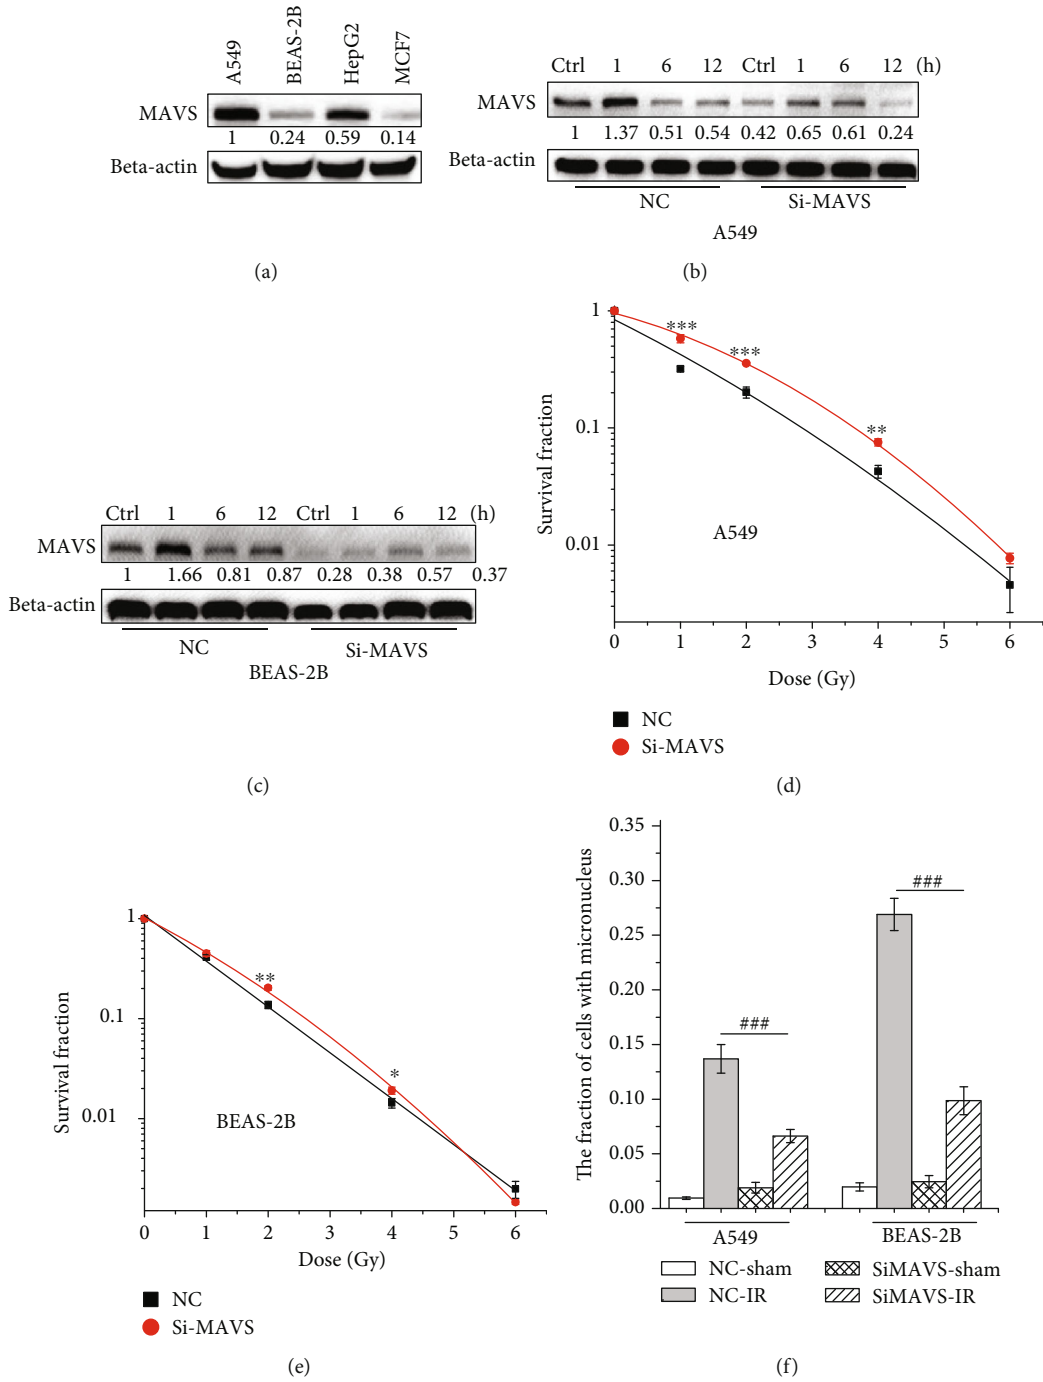 A549 BEAS-2B HepG2 MCF7
MAVS
1 0.24 0.59 0.14
Beta-actin
(a)
Ctrl 1 6 12 Ctrl 1 6 12 (h)
MAVS
1 1.37 0.51 0.54 0.42 0.65 0.61 0.24
Beta-actin
NC Si-MAVS
A549
(b)
Ctrl 1 6 12 Ctrl 1 6 12 (h)
MAVS
1 1.66 0.81 0.87 0.28 0.38 0.57 0.37
Beta-actin
NC Si-MAVS
BEAS-2B
(c)
1
0.1
0.01
Survival fraction
***
***
**
A549
0 1 2 3 4 5 6
Dose (Gy)
NC
Si-MAVS
(d)
1
0.1
0.01
Survival fraction
**
*
BEAS-2B
0 1 2 3 4 5 6
Dose (Gy)
NC
Si-MAVS
(e)
0.35
0.30
0.25
0.20
0.15
0.10
0.05
0.00
The fraction of cells with micronucleus
###
###
A549 BEAS-2B
NC-sham SiMAVS-sham
NC-IR SiMAVS-IR
(f)